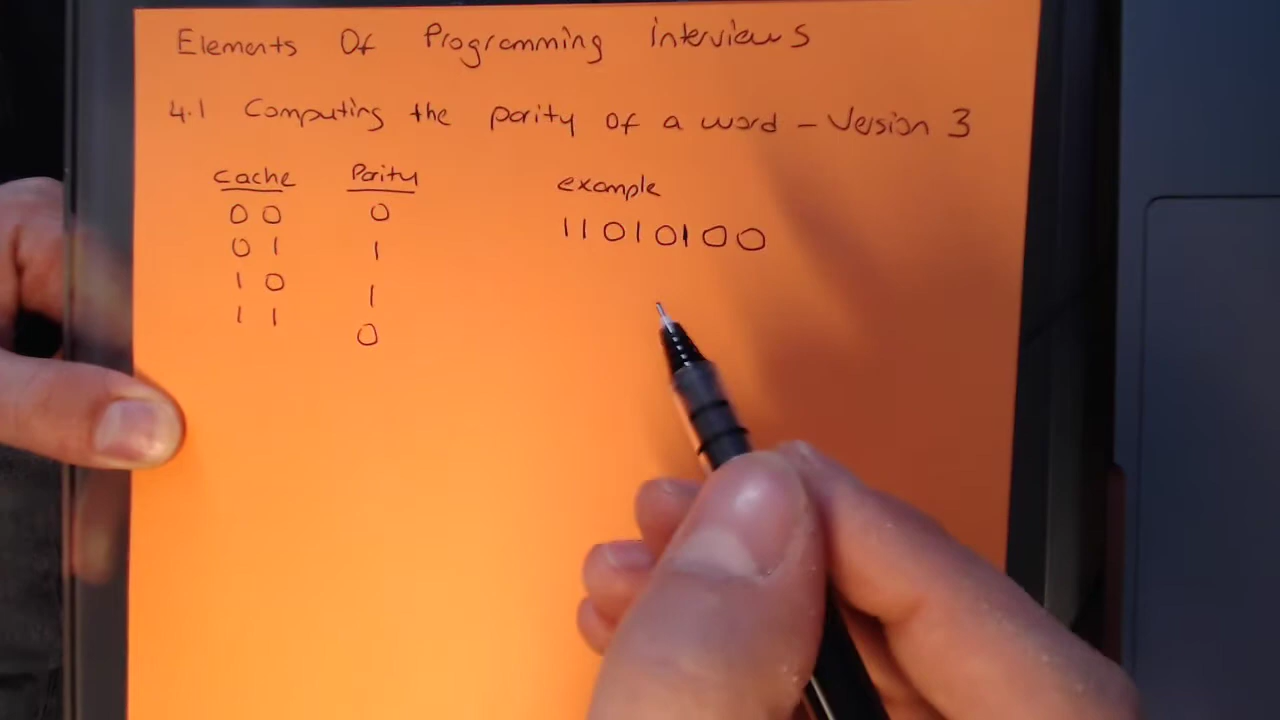 Elements Of Programming interviews
4.1 Computing the parity of a word - Version 3
Cache Parity
0 0 0
0 1 1
1 0 1
1 1 0
example
11010100